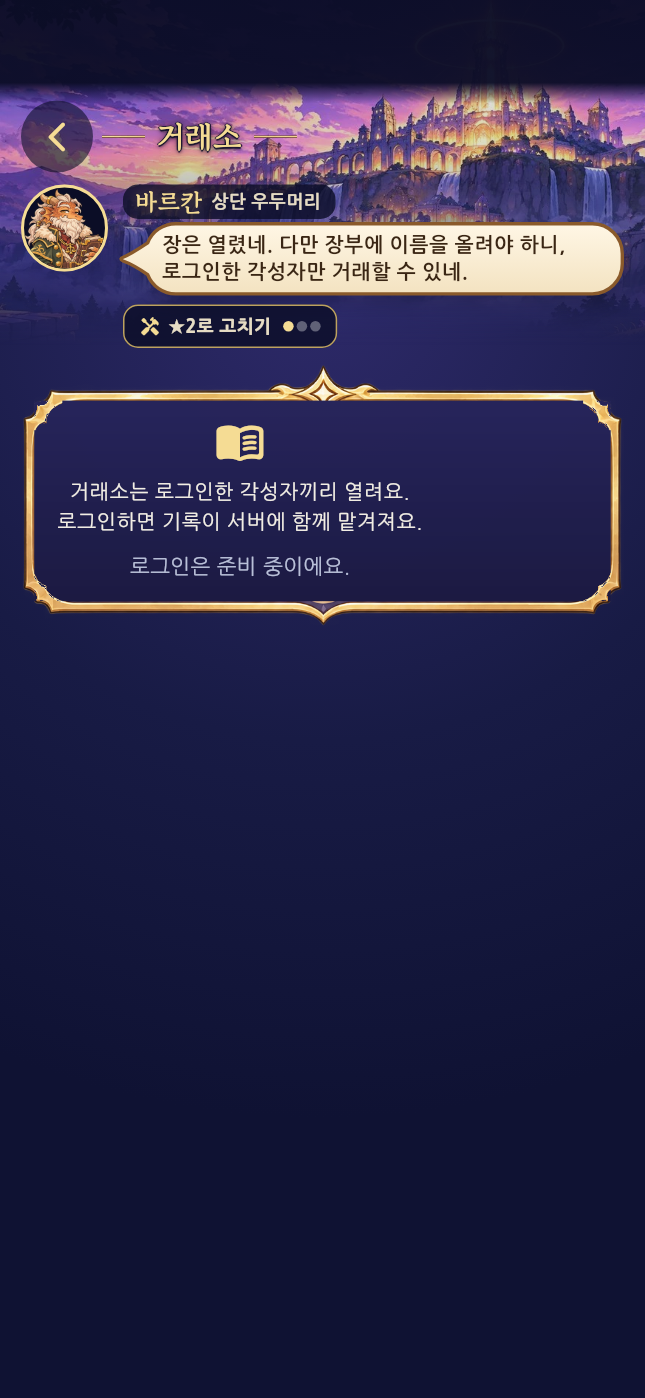 거래소
바르칸 상단 우두머리
장은 열렸네. 다만 장부에 이름을 올려야 하니,
로그인한 각성자만 거래할 수 있네.
★2로 고치기
거래소는 로그인한 각성자끼리 열려요.
로그인하면 기록이 서버에 함께 맡겨져요.
로그인은 준비 중이에요.